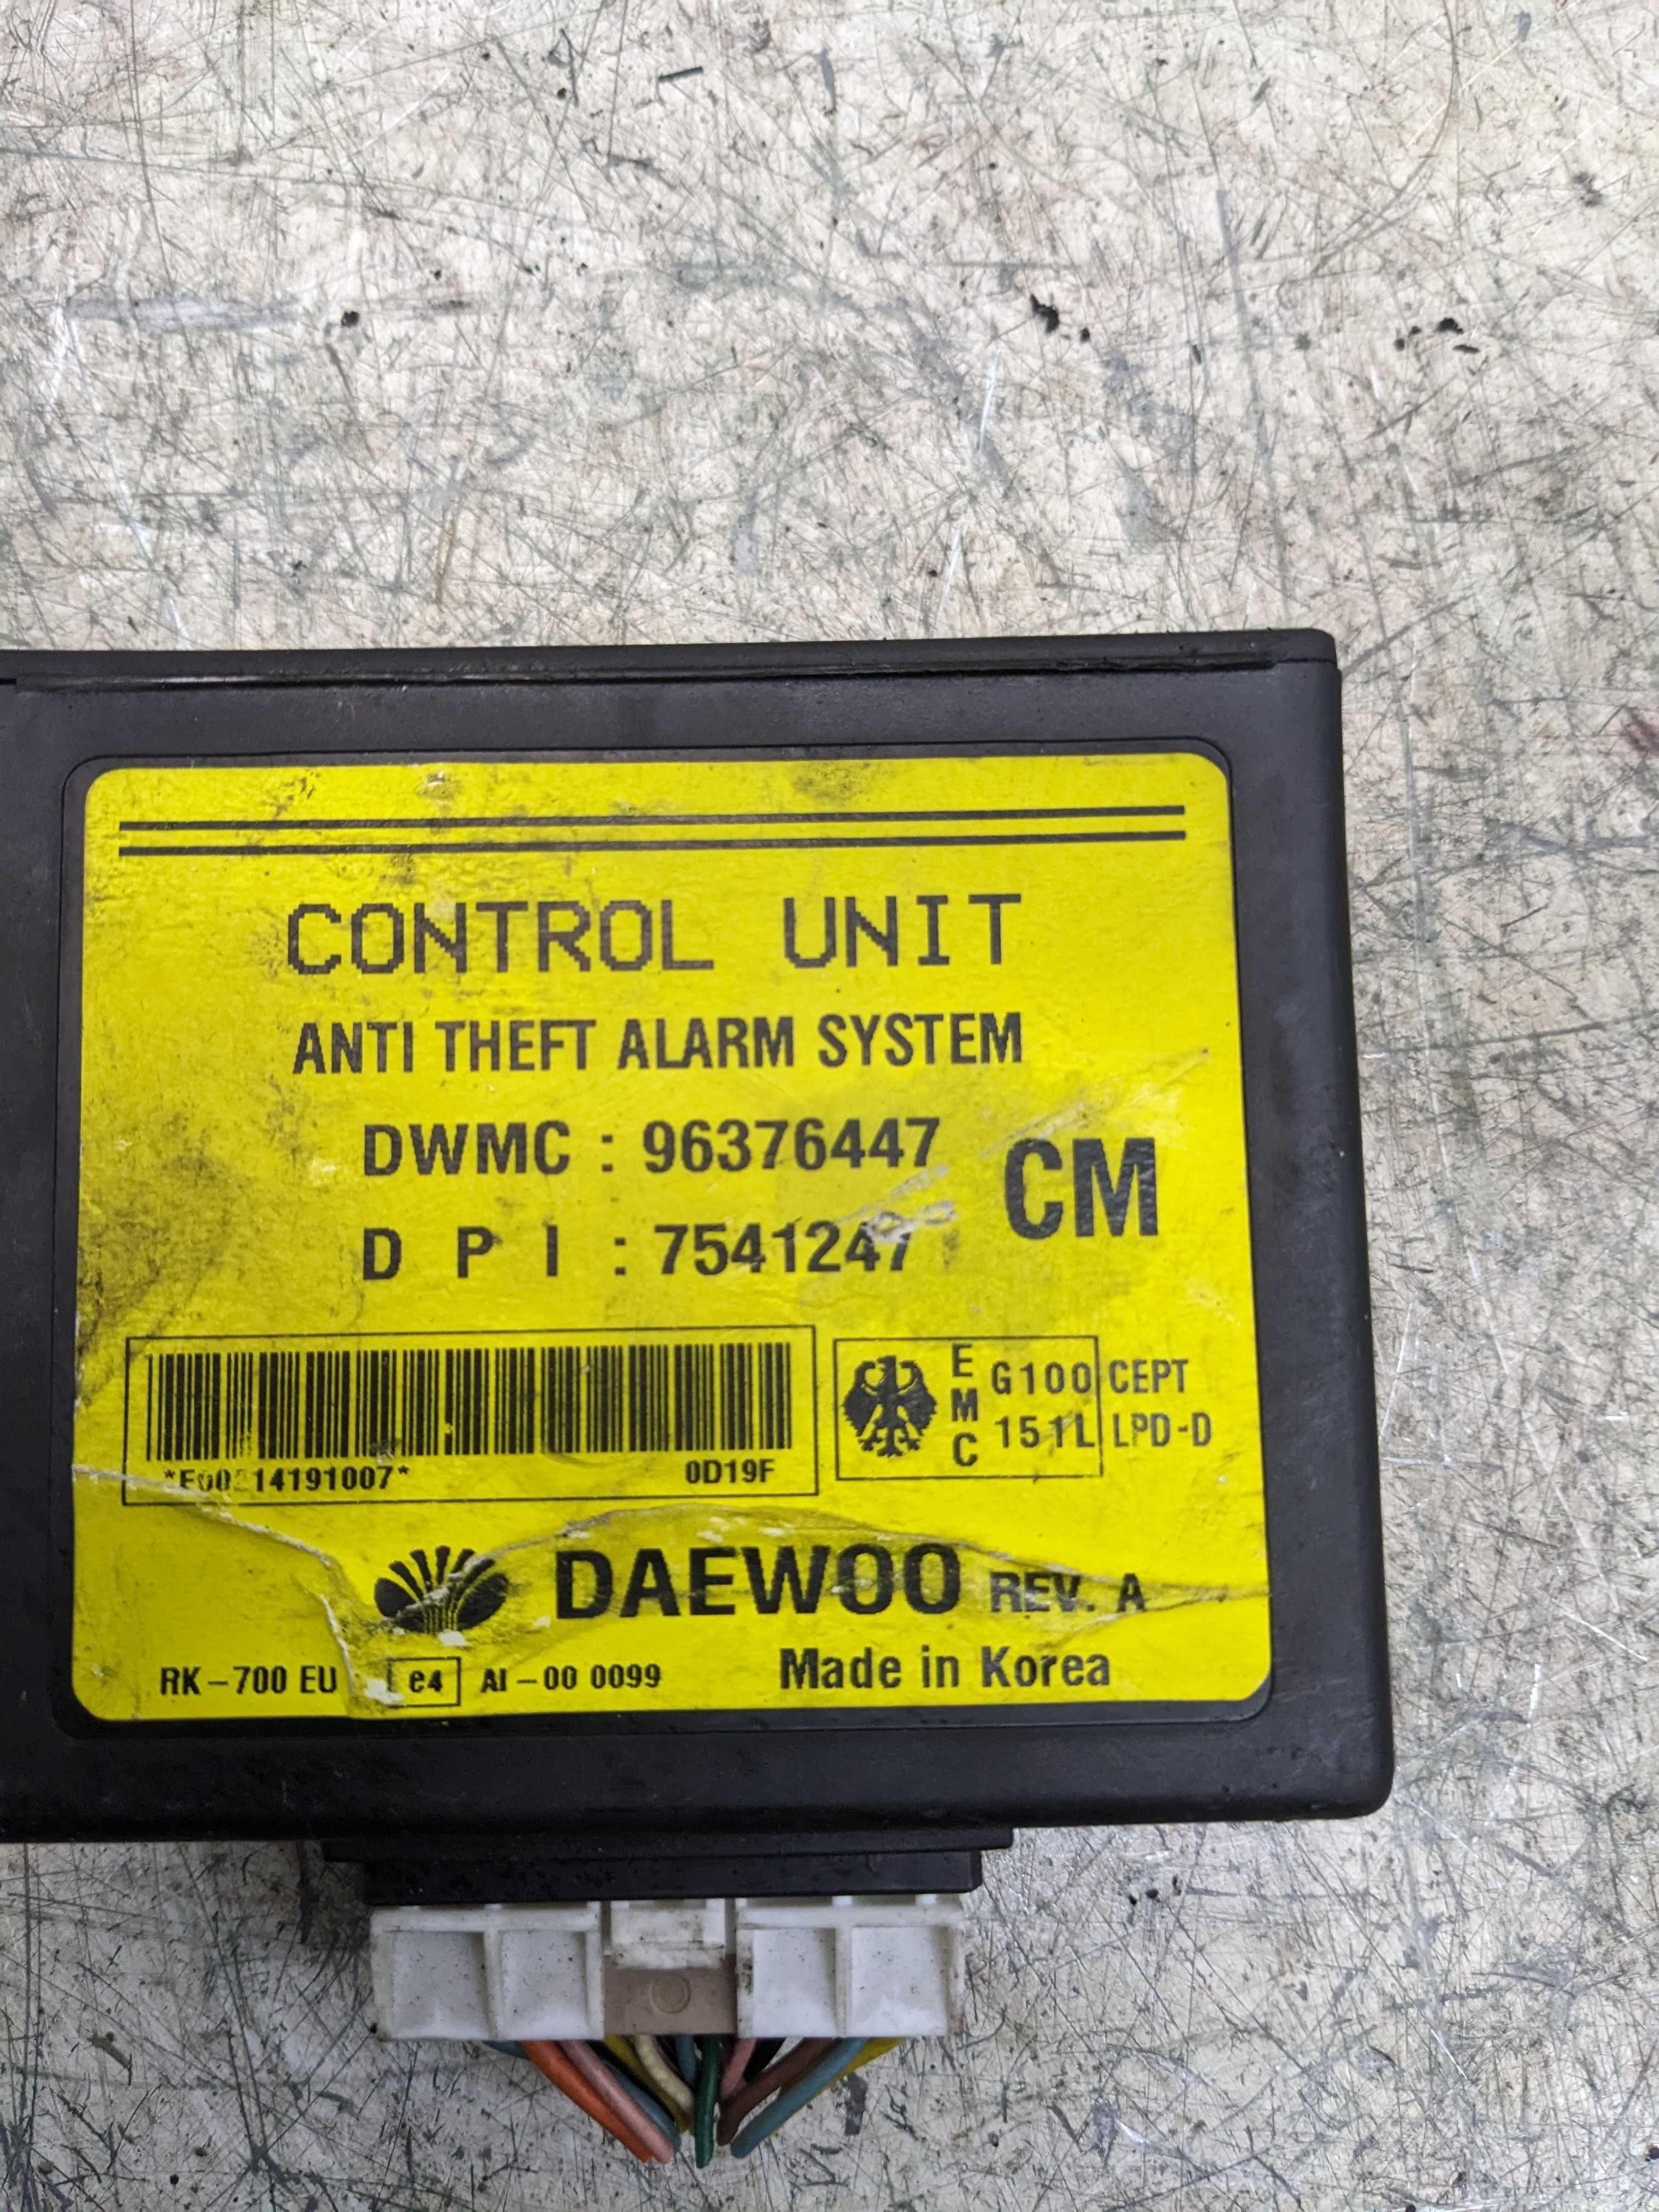 CONTROL UNIT
ANTI THEFT ALARM SYSTEM
DWMC : 96376447
CM
D P I : 7541247
0D19F
EMC
G100
151L
CEPT
LPD-D
DAEWOO REV. A
RK-700 EU e4 AI-00 0099 Made in Korea